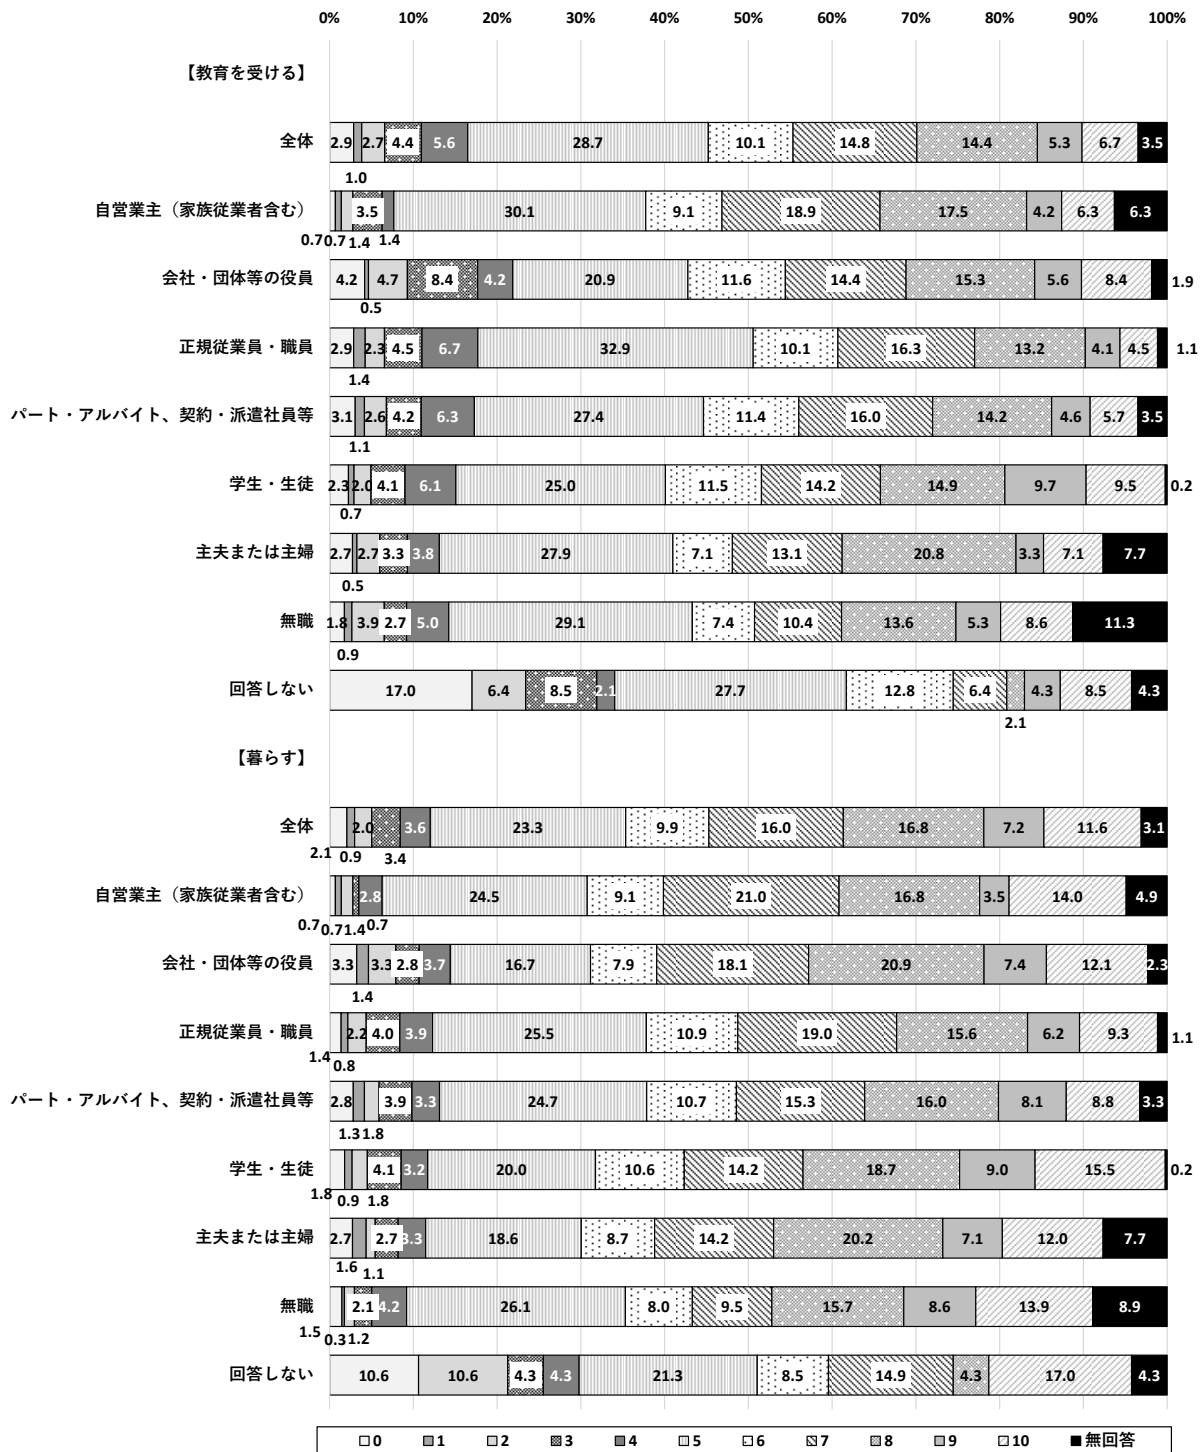 0% 10% 20% 30% 40% 50% 60% 70% 80% 90% 100%
【教育を受ける】
全体 2.9 2.7 4.4 5.6 28.7 10.1 14.8 14.4 5.3 6.7 3.5
1.0
自営業主（家族従業者含む） 3.5 30.1 9.1 18.9 17.5 4.2 6.3 6.3
0.7 0.7 1.4 1.4
会社・団体等の役員 4.2 4.7 8.4 4.2 20.9 11.6 14.4 15.3 5.6 8.4 1.9
0.5
正規従業員・職員 2.9 2.3 4.5 6.7 32.9 10.1 16.3 13.2 4.1 4.5 1.1
1.4
パート・アルバイト、契約・派遣社員等 3.1 2.6 4.2 6.3 27.4 11.4 16.0 14.2 4.6 5.7 3.5
1.1
学生・生徒 2.3 2.0 4.1 6.1 25.0 11.5 14.2 14.9 9.7 9.5 0.2
0.7
主夫または主婦 2.7 2.7 3.3 3.8 27.9 7.1 13.1 20.8 3.3 7.1 7.7
0.5
無職 1.8 3.9 2.7 5.0 29.1 7.4 10.4 13.6 5.3 8.6 11.3
0.9
回答しない 17.0 6.4 8.5 2.1 27.7 12.8 6.4 4.3 8.5 4.3
2.1
【暮らす】
全体 2.0 3.6 23.3 9.9 16.0 16.8 7.2 11.6 3.1
2.1 0.9 3.4
自営業主（家族従業者含む） 2.8 24.5 9.1 21.0 16.8 3.5 14.0 4.9
0.7 0.7 1.4 0.7
会社・団体等の役員 3.3 3.3 2.8 3.7 16.7 7.9 18.1 20.9 7.4 12.1 2.3
1.4
正規従業員・職員 2.2 4.0 3.9 25.5 10.9 19.0 15.6 6.2 9.3 1.1
1.4 0.8
パート・アルバイト、契約・派遣社員等 2.8 3.9 3.3 24.7 10.7 15.3 16.0 8.1 8.8 3.3
1.3 1.8
学生・生徒 4.1 3.2 20.0 10.6 14.2 18.7 9.0 15.5 0.2
1.8 0.9 1.8
主夫または主婦 2.7 2.7 3.3 18.6 8.7 14.2 20.2 7.1 12.0 7.7
1.6 1.1
無職 2.1 4.2 26.1 8.0 9.5 15.7 8.6 13.9 8.9
1.5 0.3 1.2
回答しない 10.6 10.6 4.3 4.3 21.3 8.5 14.9 4.3 17.0 4.3
0 1 2 3 4 5 6 7 8 9 10 無回答